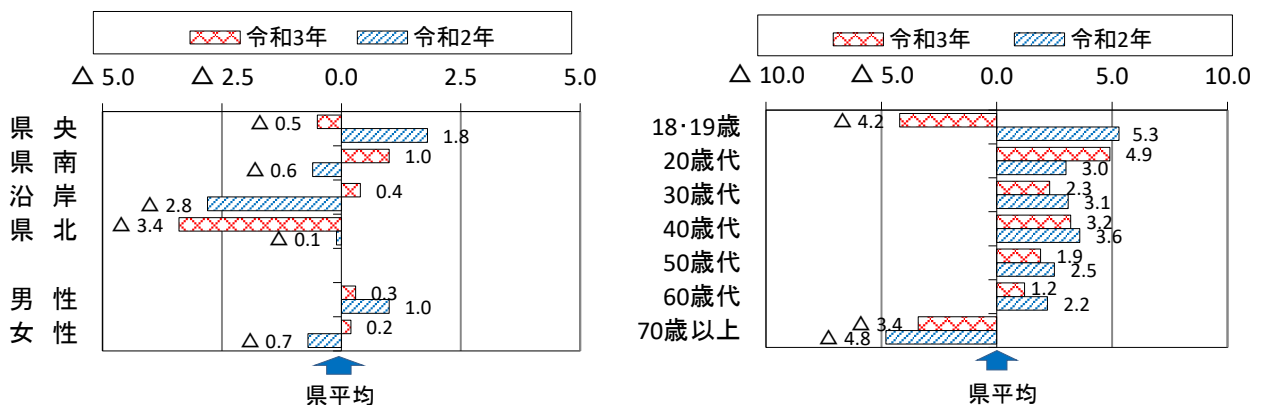 令和3年 令和2年
△ 5.0 △ 2.5 0.0 2.5 5.0
県 央 △ 0.5 1.8
県 南 1.0 △ 0.6
沿 岸 0.4 △ 2.8
県 北 △ 3.4 △ 0.1
男 性 0.3 1.0
女 性 0.2 △ 0.7
県平均
令和3年 令和2年
△ 10.0 △ 5.0 0.0 5.0 10.0
18・19歳 △ 4.2 5.3
20歳代 4.9 3.0
30歳代 2.3 3.1
40歳代 3.2 3.6
50歳代 1.9 2.5
60歳代 1.2 2.2
70歳以上 △ 3.4 △ 4.8
県平均